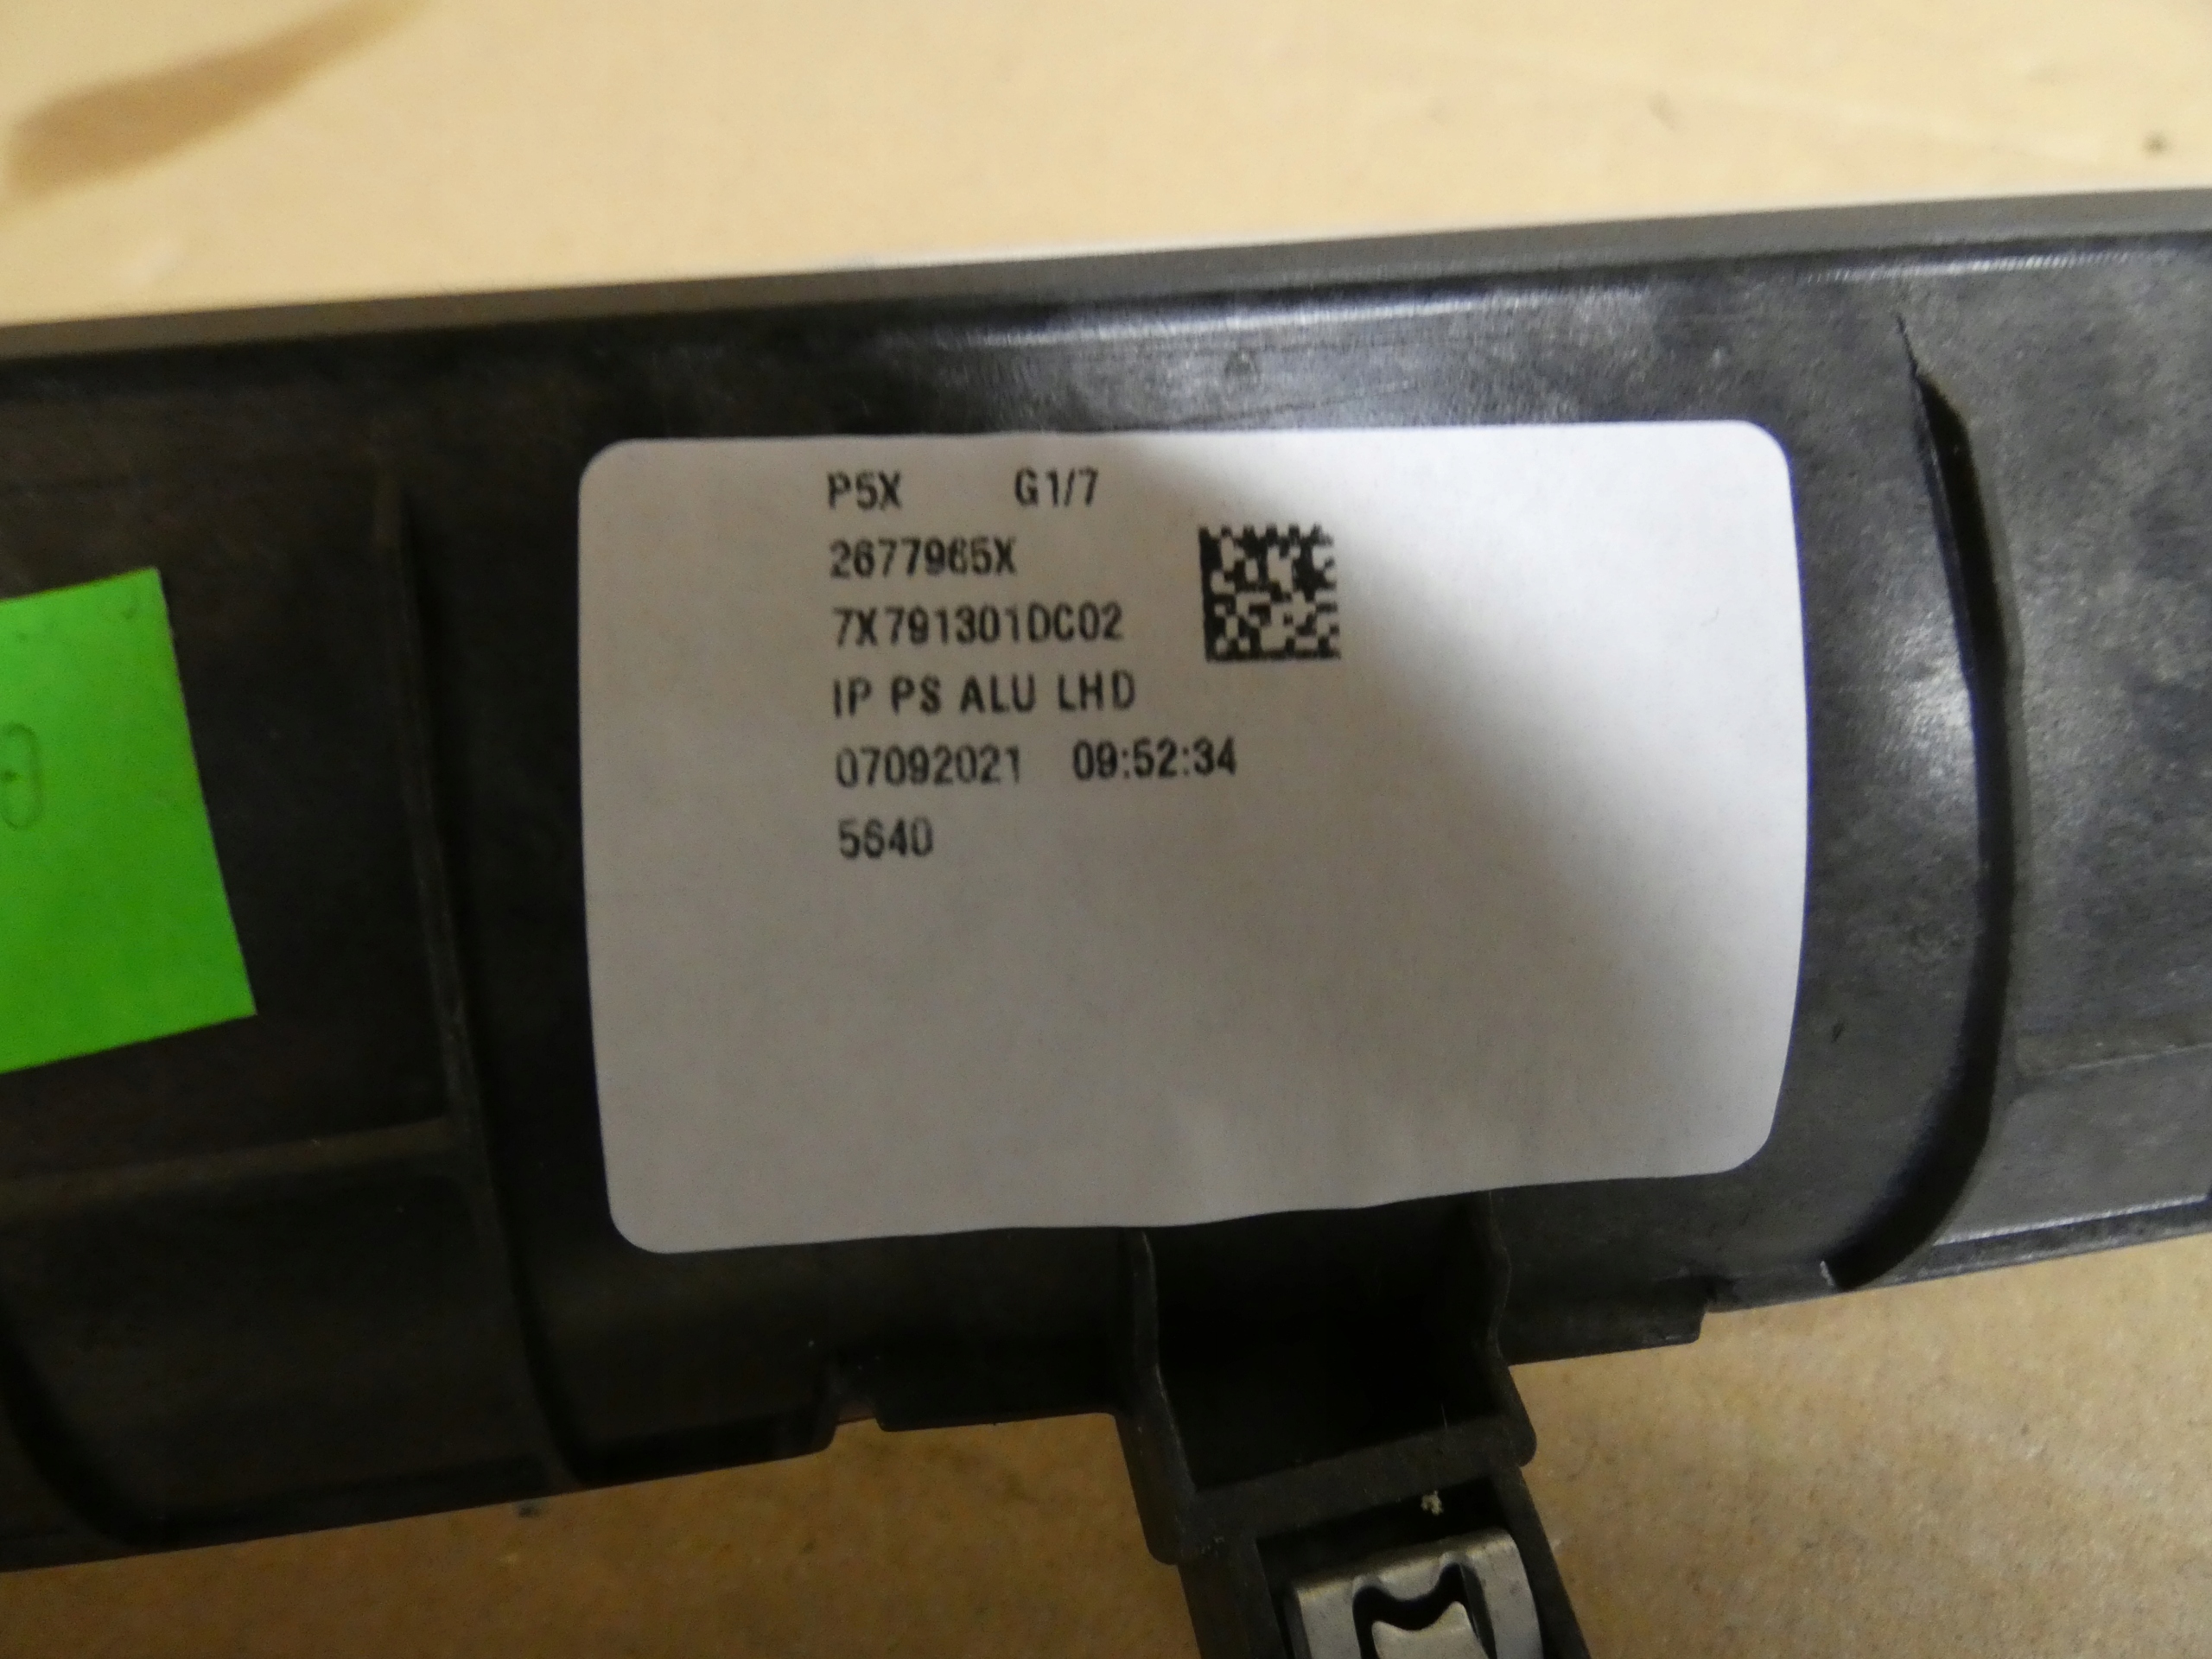 P5X G1/7
2677965X
7X791301DC02
IP PS ALU LHD
07092021 09:52:34
5640